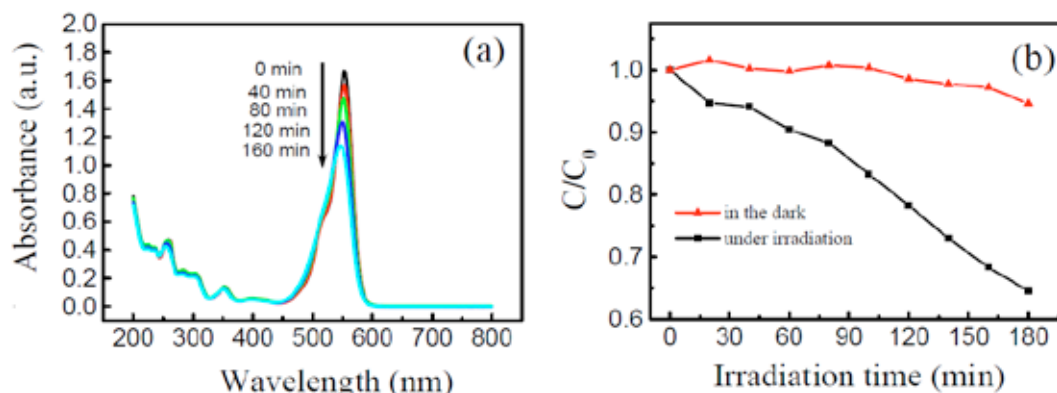 (a)
Absorbance (a.u.)
2.0
1.8
1.6
1.4
1.2
1.0
0.8
0.6
0.4
0.2
0.0
0 min
40 min
80 min
120 min
160 min
200 300 400 500 600 700 800
Wavelength (nm)
(b)
C/C0
1.0
0.9
0.8
0.7
0.6
in the dark
under irradiation
0 30 60 90 120 150 180
Irradiation time (min)